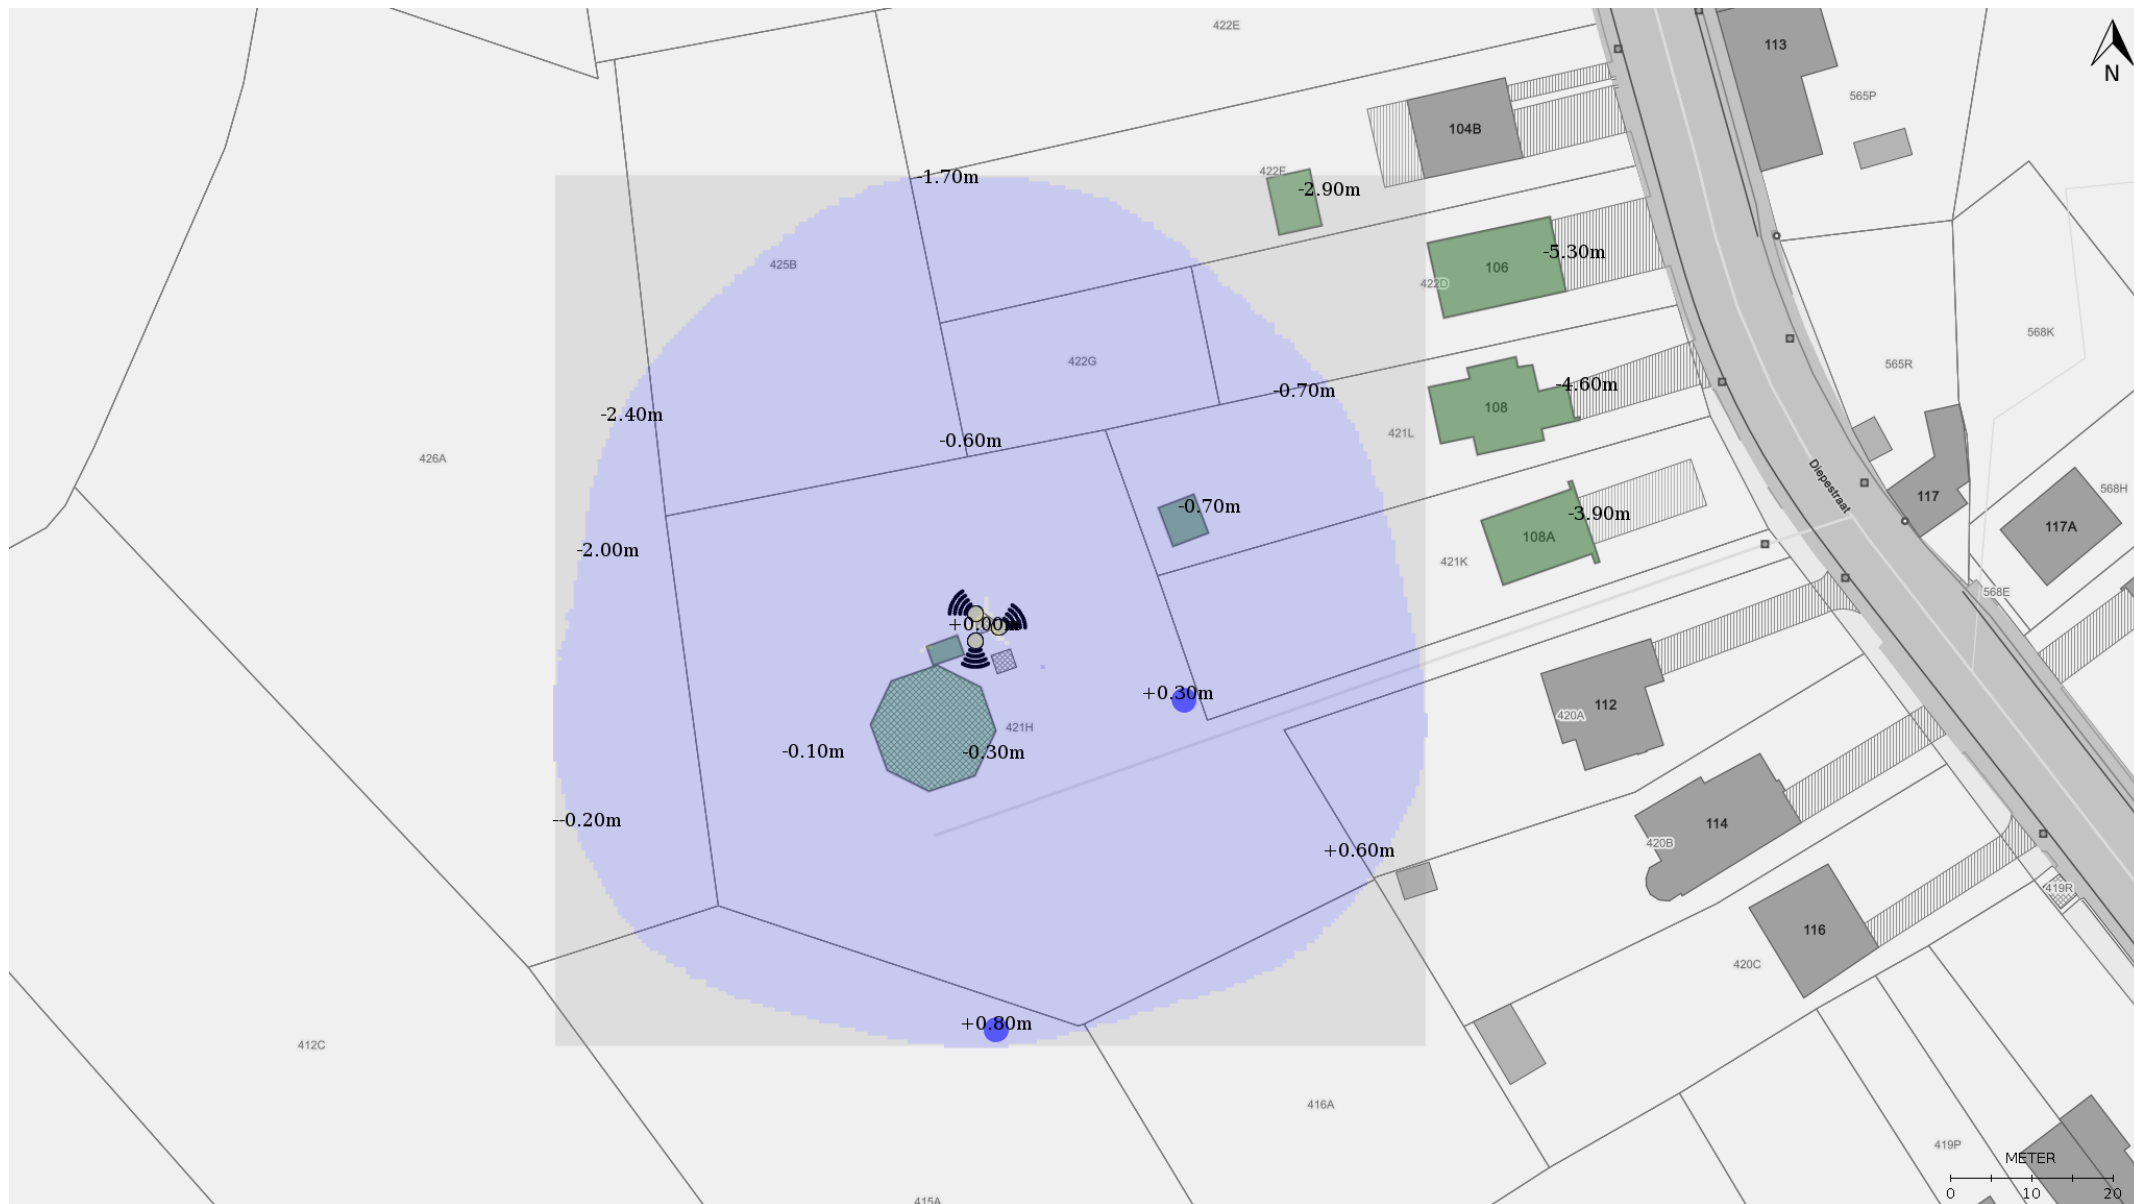 422E
113
N
565P
104B
422F
-1.70m
-2.90m
425B
106
-5.30m
422D
568K
422G
565R
-0.70m
-4.60m
108
-2.40m
421L
-0.60m
426A
Diepestraat
568H
117
-0.70m
-3.90m
117A
108A
-2.00m
421K
568E
+0.00m
+0.30m
112
420A
421H
-0.10m
-0.30m
--0.20m
114
420B
+0.60m
419R
116
420C
+0.80m
412C
416A
419P
METER
0 10 20
415A